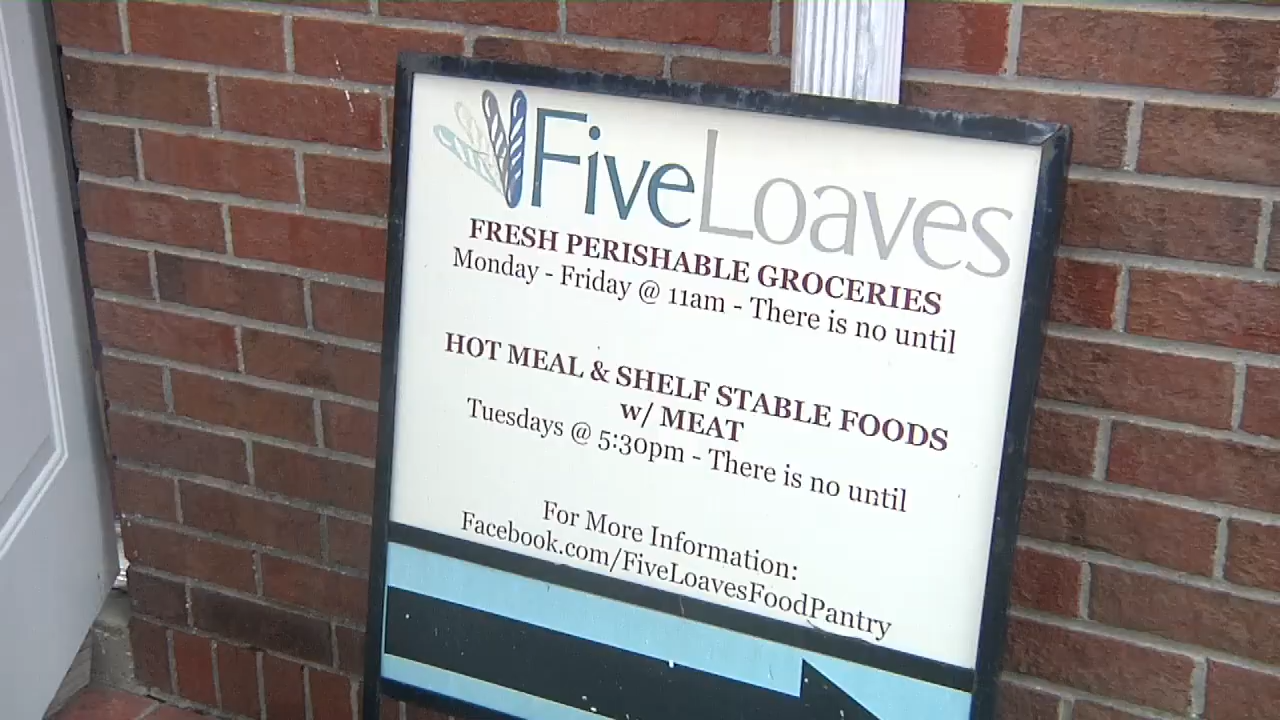 FiveLoaves
FRESH PERISHABLE GROCERIES
Monday - Friday @ 11am - There is no until
HOT MEAL & SHELF STABLE FOODS
w/ MEAT
Tuesdays @ 5:30pm - There is no until
For More Information:
Facebook.com/FiveLoavesFoodPantry